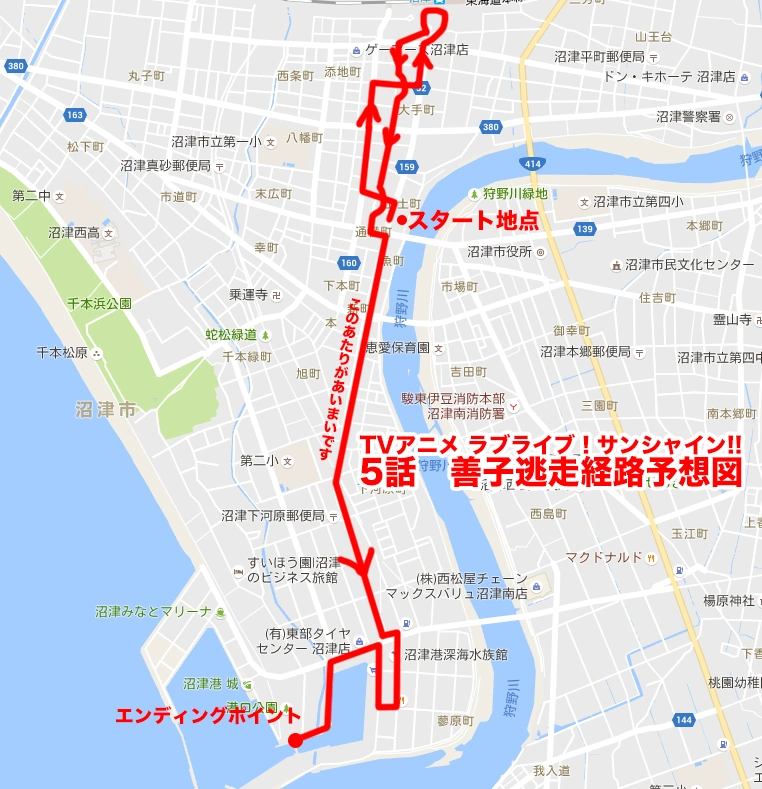 沼津
東海道本
ゲーマーズ沼津店
山王台
沼津平町郵便局
ドン・キホーテ 沼津店
380
丸子町
西条町
添地町
大手町
163
沼津警察署
380
沼津市立第一小
八幡町
松下町
沼津真砂郵便局
159
414
狩野川
第二中
市道町
末広町
狩野川緑地
沼津市立第四小
スタート地点
139
本郷町
沼津西高
幸町
沼津市役所
160
魚町
沼津市民文化センター
下本町
市場町
住吉町
乗運寺
千本浜公園
狩野川
霊山寺
御幸町
蛇松緑道
千本松原
千本緑町
恵愛保育園
沼津本郷町郵便局
沼津市立第四中
旭町
吉田町
このあたりがあいまいです
沼津市
駿東伊豆消防本部
沼津南消防署
三園町
南本郷町
TVアニメ ラブライブ！サンシャイン!!
5話　善子逃走経路予想図
第二小
下河原町
沼津下河原郵便局
西島町
玉江町
すいほう園|沼津
のビジネス旅館
マクドナルド
(株)西松屋チェーン
マックスバリュ沼津南店
楊原神社
沼津みなとマリーナ
(有)東部タイヤ
センター 沼津店
沼津港深海水族館
沼津港 城
港口公園
エンディングポイント
狩野川
蓼原町
桃園幼稚園
144
我入道